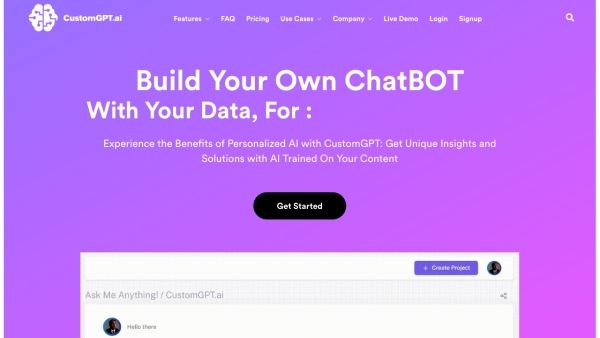 CustomGPT.ai
Features FAQ Pricing Use Cases Company Live Demo Login Signup
Build Your Own ChatBOT
With Your Data, For :
Experience the Benefits of Personalized AI with CustomGPT: Get Unique Insights and
Solutions with AI Trained On Your Content
Get Started
+ Create Project
Ask Me Anything! / CustomGPT.ai
Hello there